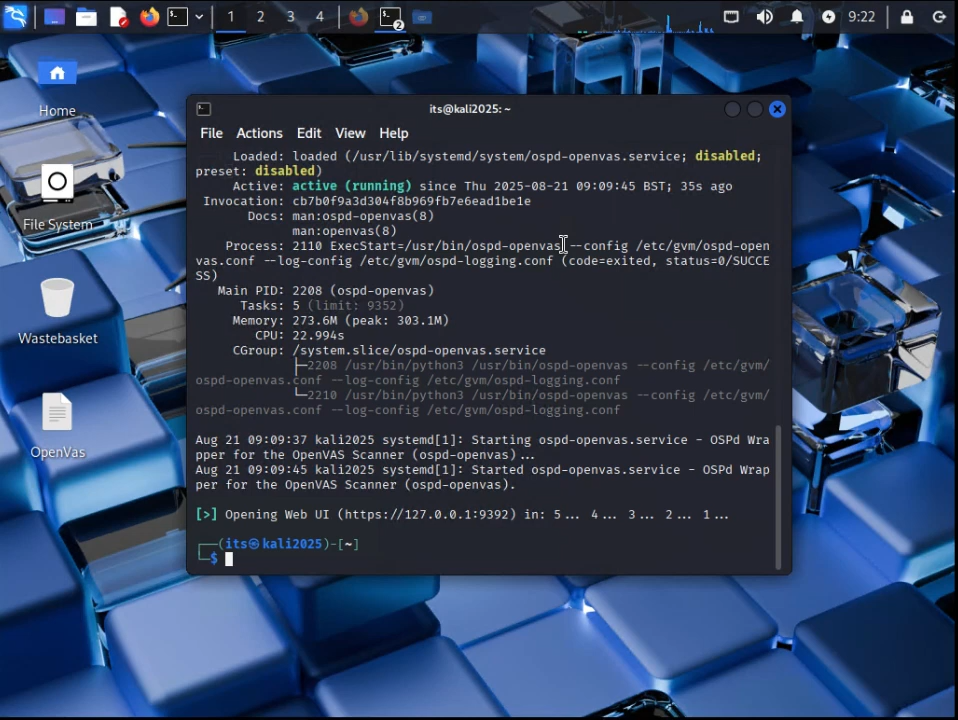 1 2 3 4
2
9:22
Home
File System
Wastebasket
OpenVas
its@kali2025: ~
File Actions Edit View Help
Loaded: loaded (/usr/lib/systemd/system/ospd-openvas.service; disabled;
preset: disabled)
Active: active (running) since Thu 2025-08-21 09:09:45 BST; 35s ago
Invocation: cb7b0f9a3d304f8b969fb7e6ead1be1e
Docs: man:ospd-openvas(8)
man:openvas(8)
Process: 2110 ExecStart=/usr/bin/ospd-openvas --config /etc/gvm/ospd-open
vas.conf --log-config /etc/gvm/ospd-logging.conf (code=exited, status=0/SUCCE
SS)
Main PID: 2208 (ospd-openvas)
Tasks: 5 (limit: 9352)
Memory: 273.6M (peak: 303.1M)
CPU: 22.994s
CGroup: /system.slice/ospd-openvas.service
├─2208 /usr/bin/python3 /usr/bin/ospd-openvas --config /etc/gvm/
ospd-openvas.conf --log-config /etc/gvm/ospd-logging.conf
└─2210 /usr/bin/python3 /usr/bin/ospd-openvas --config /etc/gvm/
ospd-openvas.conf --log-config /etc/gvm/ospd-logging.conf
Aug 21 09:09:37 kali2025 systemd[1]: Starting ospd-openvas.service - OSPd Wra
pper for the OpenVAS Scanner (ospd-openvas)...
Aug 21 09:09:45 kali2025 systemd[1]: Started ospd-openvas.service - OSPd Wrap
per for the OpenVAS Scanner (ospd-openvas).
[>] Opening Web UI (https://127.0.0.1:9392) in: 5... 4... 3... 2... 1...
┌──(its㉿kali2025)-[~]
└─$